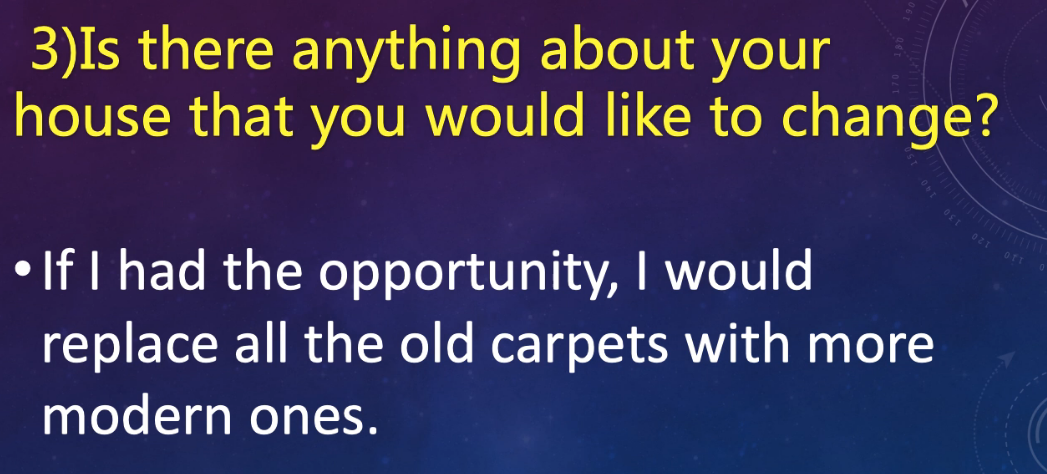 3)Is there anything about your
house that you would like to change?
• If I had the opportunity, I would
replace all the old carpets with more
modern ones.